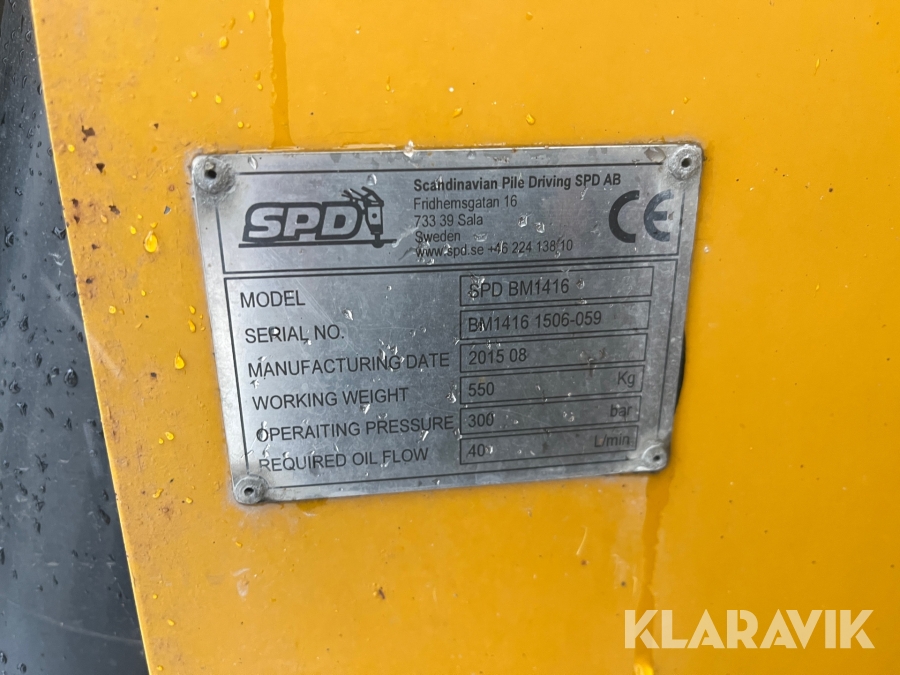 SPD
Scandinavian Pile Driving SPD AB
Fridhemsgatan 16
733 39 Sala
Sweden
www.spd.se +46 224 138 10
CE
MODEL SPD BM1416
SERIAL NO. BM1416 1506-059
MANUFACTURING DATE 2015 08
WORKING WEIGHT 550 Kg
OPERAITING PRESSURE 300 bar
REQUIRED OIL FLOW 40 L/min
KLARAVIK